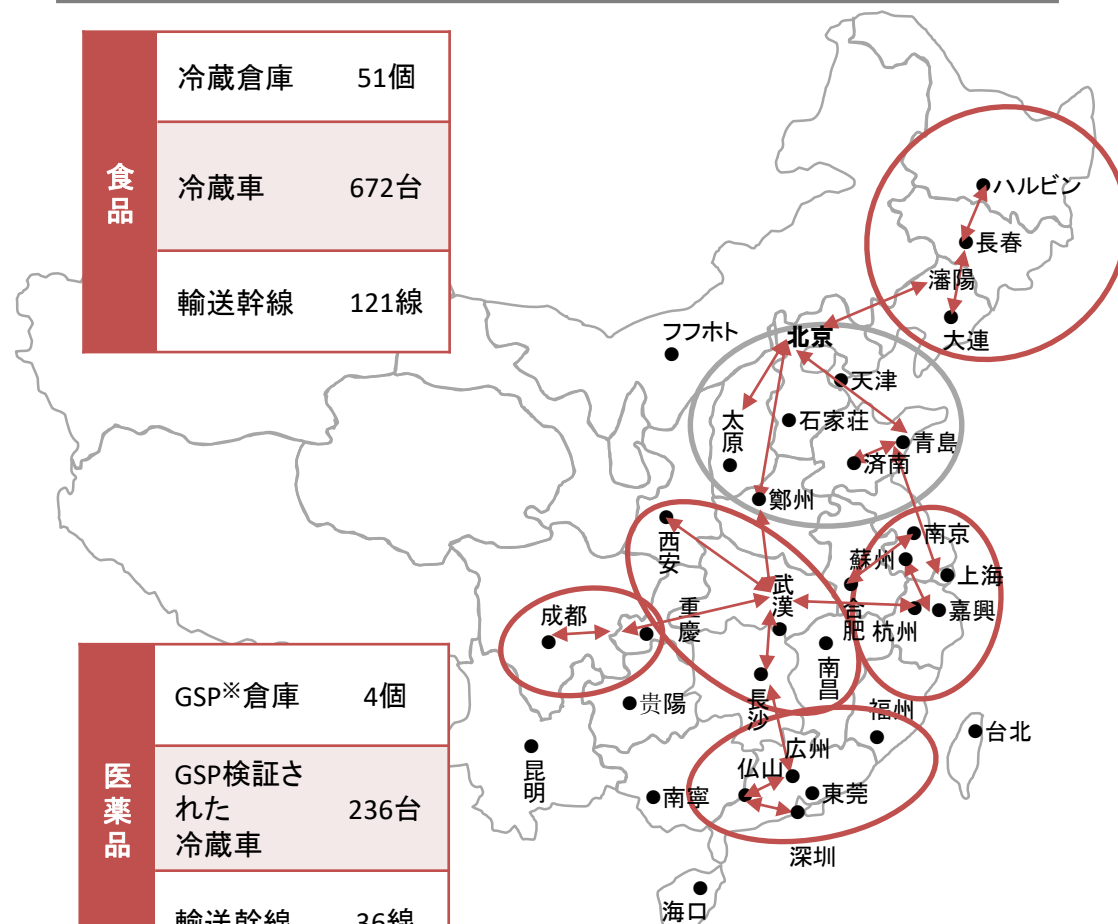 食品
冷蔵倉庫 51個
冷蔵車 672台
輸送幹線 121線
医薬品
GSP※倉庫 4個
GSP検証さ
れた
冷蔵車
236台
輸送幹線 36線
ハルビン
長春
瀋陽
大連
フフホト
北京
天津
太原
石家荘
青島
済南
鄭州
西安
南京
蘇州
上海
武漢
合肥
杭州
嘉興
成都
重慶
南昌
長沙
贵陽
福州
台北
広州
仏山
昆明
南寧
東莞
深圳
海口